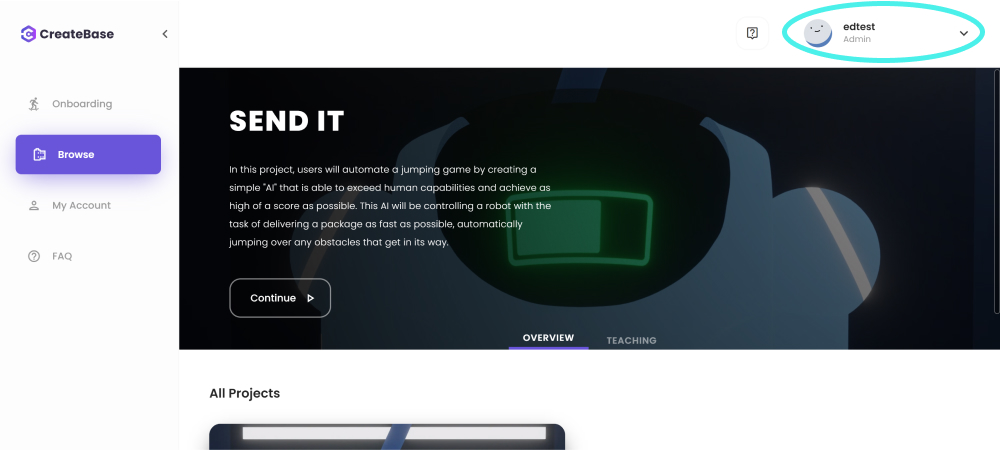 CreateBase
edtest
Admin
Onboarding
Browse
My Account
FAQ
SEND IT
In this project, users will automate a jumping game by creating a
simple "AI" that is able to exceed human capabilities and achieve as
high of a score as possible. This AI will be controlling a robot with the
task of delivering a package as fast as possible, automatically
jumping over any obstacles that get in its way.
Continue
OVERVIEW
TEACHING
All Projects